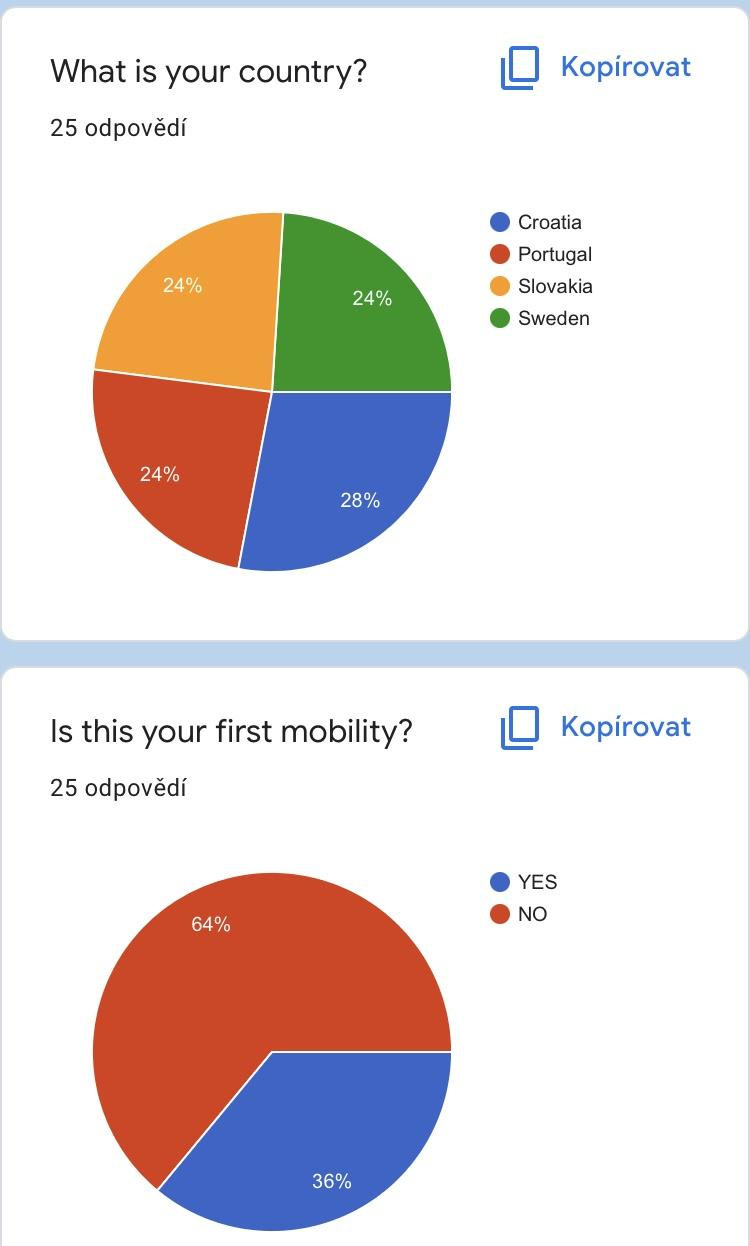 What is your country?
Kopírovat
25 odpovědí
24%
24%
24%
28%
Croatia
Portugal
Slovakia
Sweden
Is this your first mobility?
Kopírovat
25 odpovědí
64%
36%
YES
NO